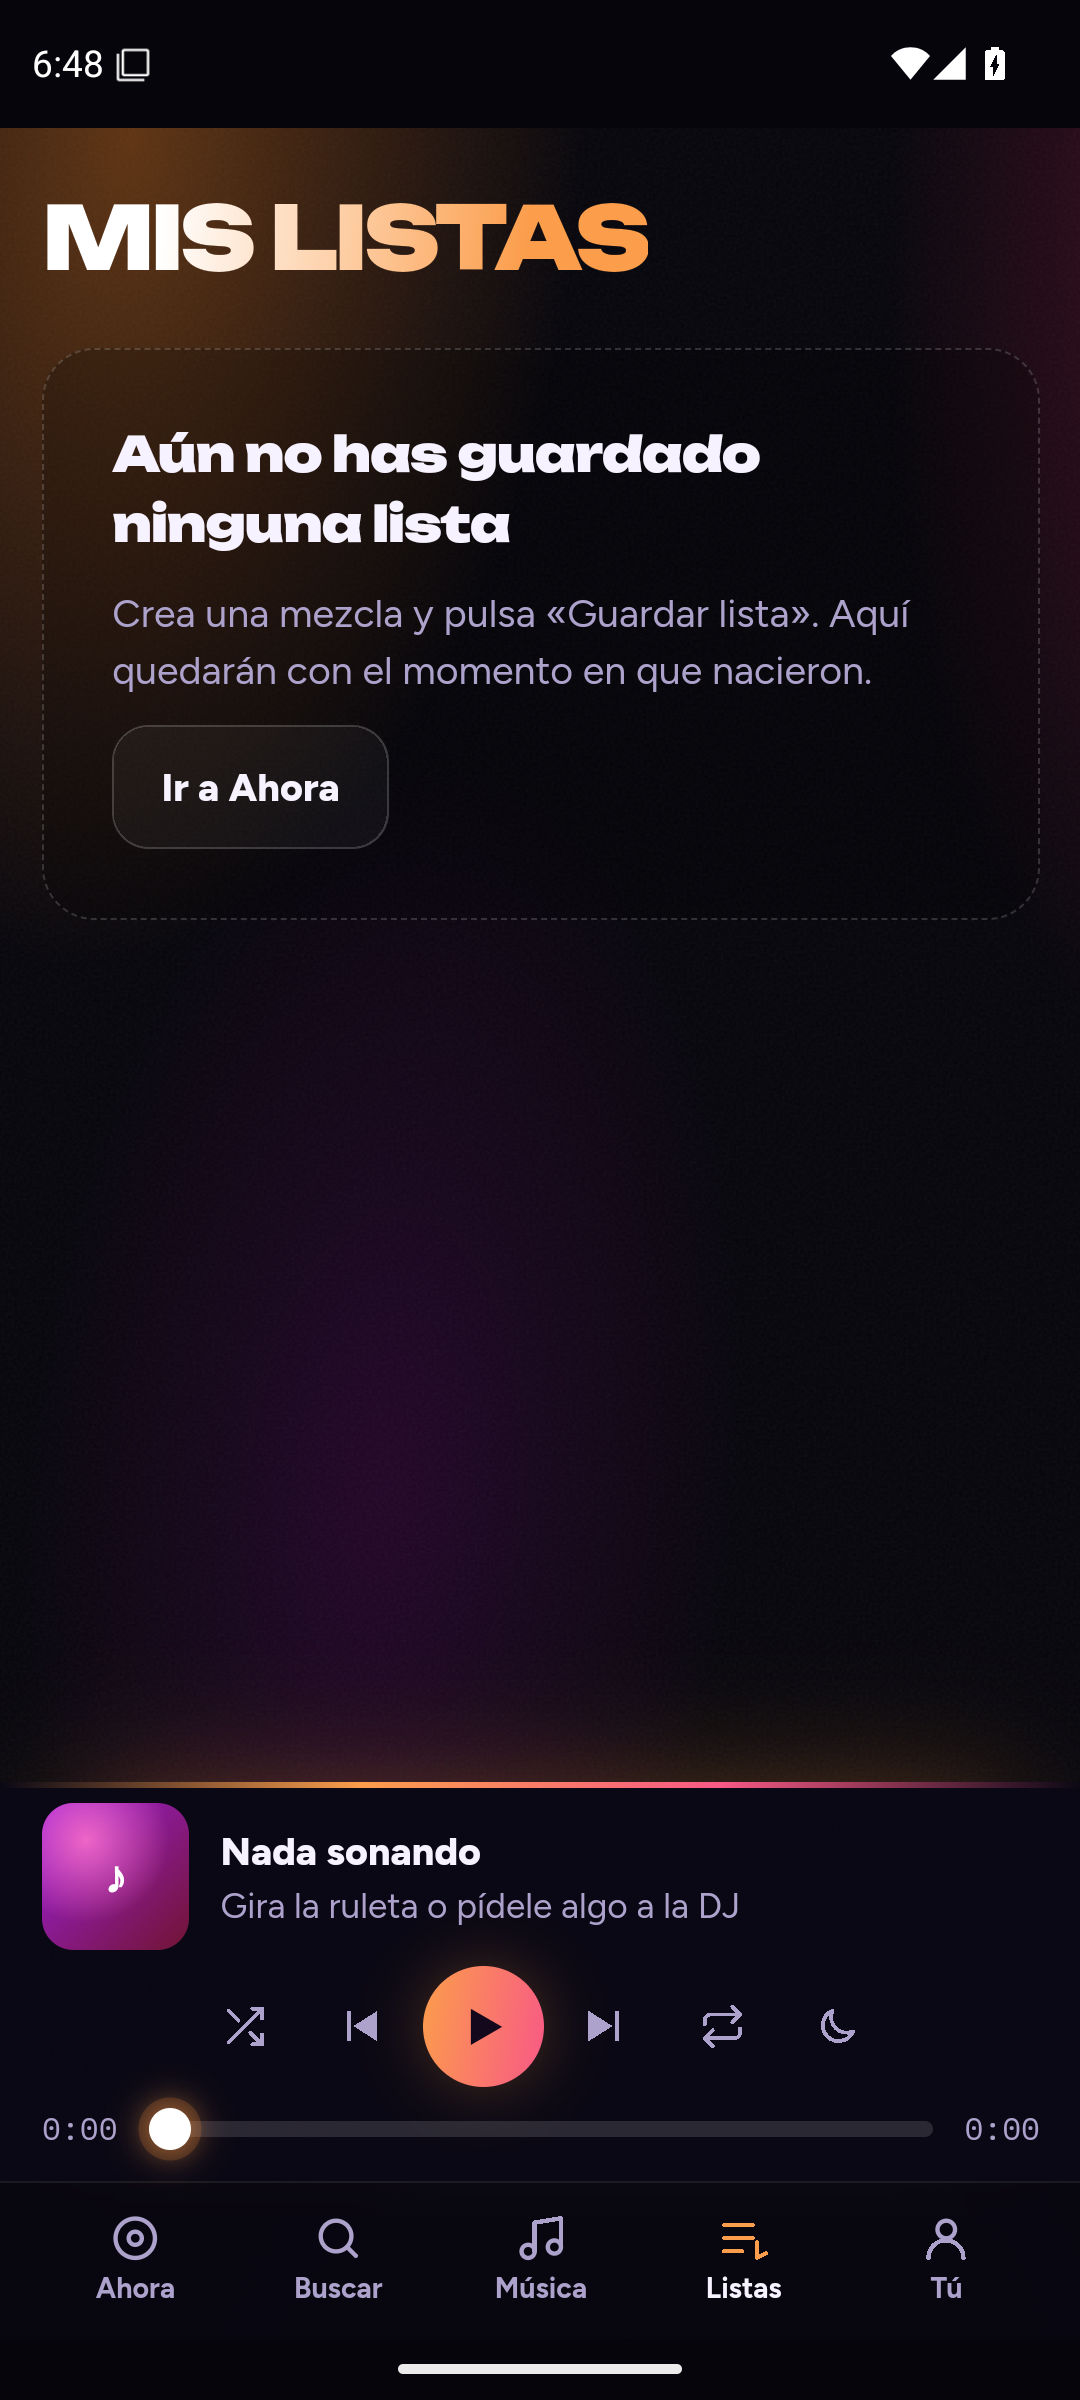 6:48
MIS LISTAS
Aún no has guardado
ninguna lista
Crea una mezcla y pulsa «Guardar lista». Aquí
quedarán con el momento en que nacieron.
Ir a Ahora
Nada sonando
Gira la ruleta o pídele algo a la DJ
0:00 0:00
Ahora Buscar Música Listas Tú